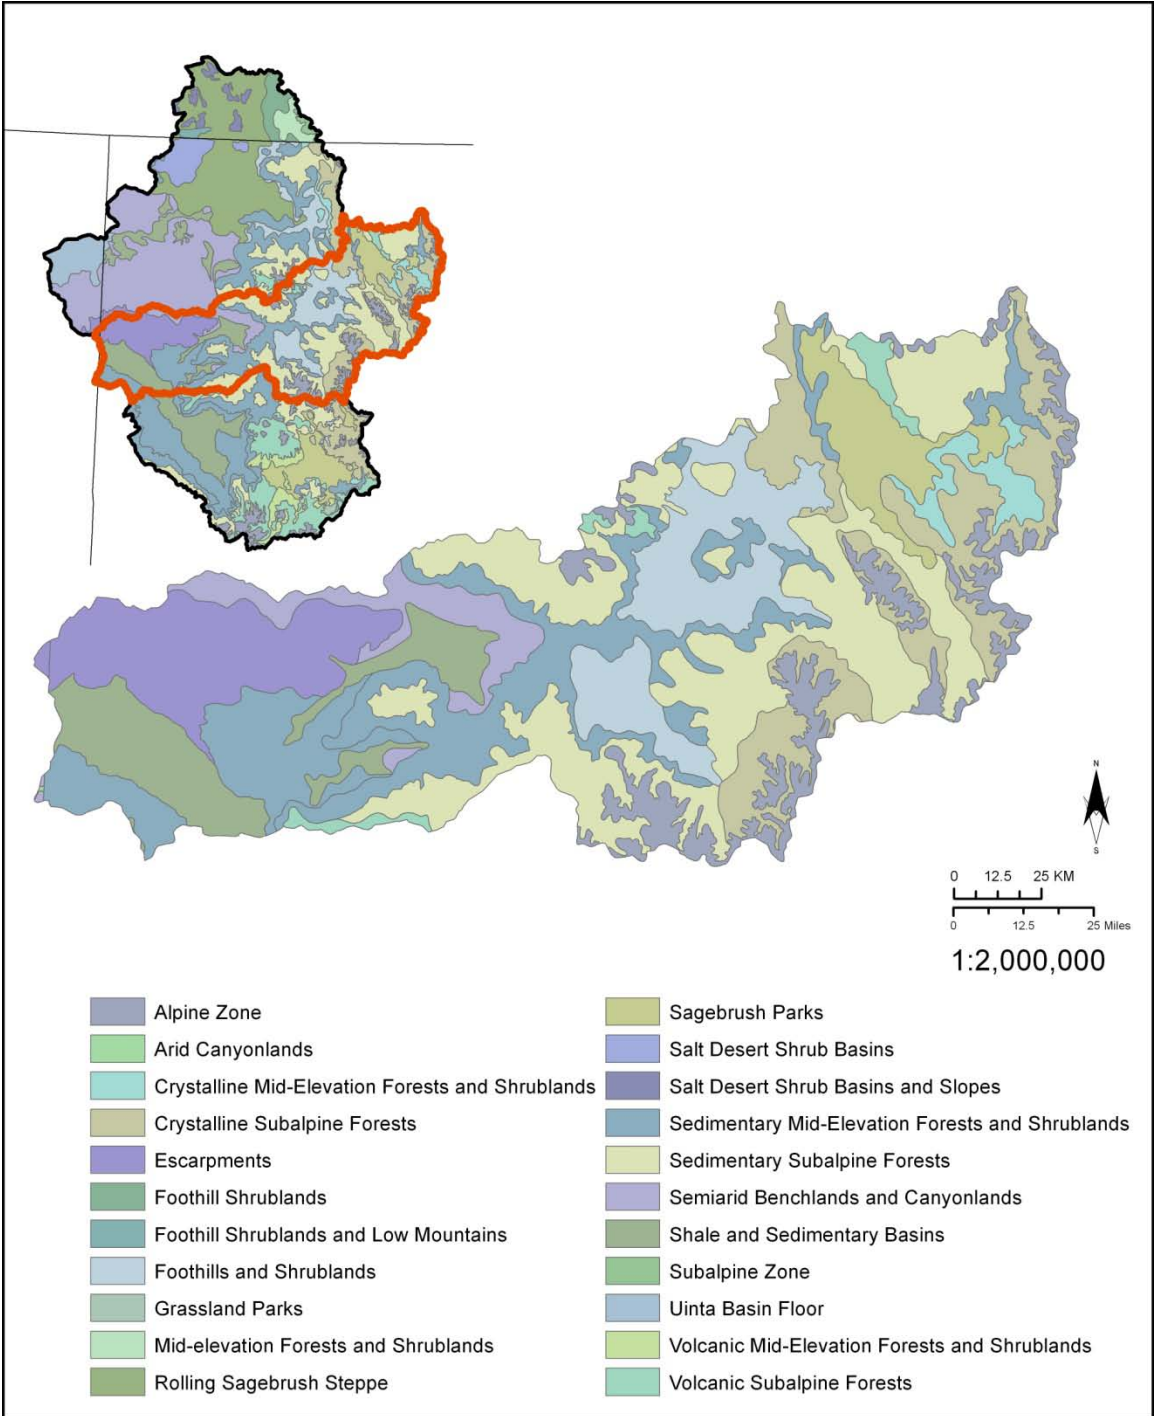 N
S
0 12.5 25 KM
0 12.5 25 Miles
1:2,000,000
Alpine Zone
Arid Canyonlands
Crystalline Mid-Elevation Forests and Shrublands
Crystalline Subalpine Forests
Escarpments
Foothill Shrublands
Foothill Shrublands and Low Mountains
Foothills and Shrublands
Grassland Parks
Mid-elevation Forests and Shrublands
Rolling Sagebrush Steppe
Sagebrush Parks
Salt Desert Shrub Basins
Salt Desert Shrub Basins and Slopes
Sedimentary Mid-Elevation Forests and Shrublands
Sedimentary Subalpine Forests
Semiarid Benchlands and Canyonlands
Shale and Sedimentary Basins
Subalpine Zone
Uinta Basin Floor
Volcanic Mid-Elevation Forests and Shrublands
Volcanic Subalpine Forests